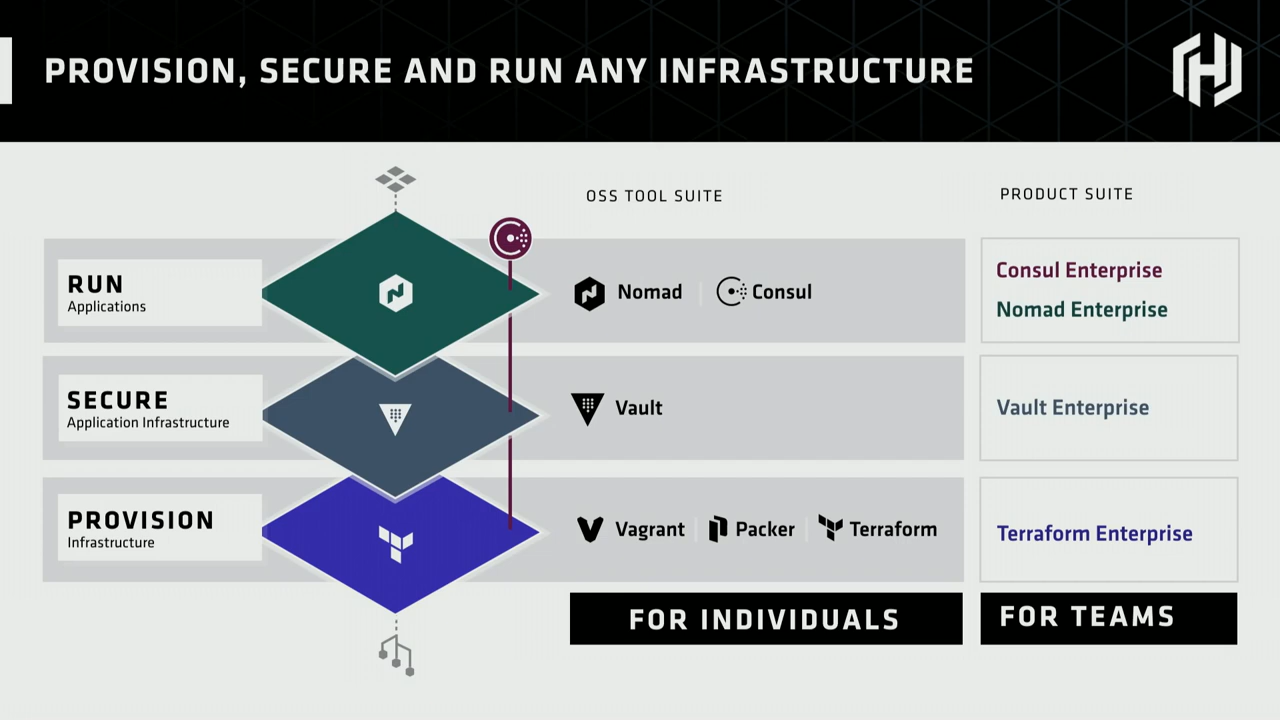 PROVISION, SECURE AND RUN ANY INFRASTRUCTURE
OSS TOOL SUITE
PRODUCT SUITE
RUN
Applications
Nomad
Consul
Consul Enterprise
Nomad Enterprise
SECURE
Application Infrastructure
Vault
Vault Enterprise
PROVISION
Infrastructure
Vagrant
Packer
Terraform
Terraform Enterprise
FOR INDIVIDUALS
FOR TEAMS